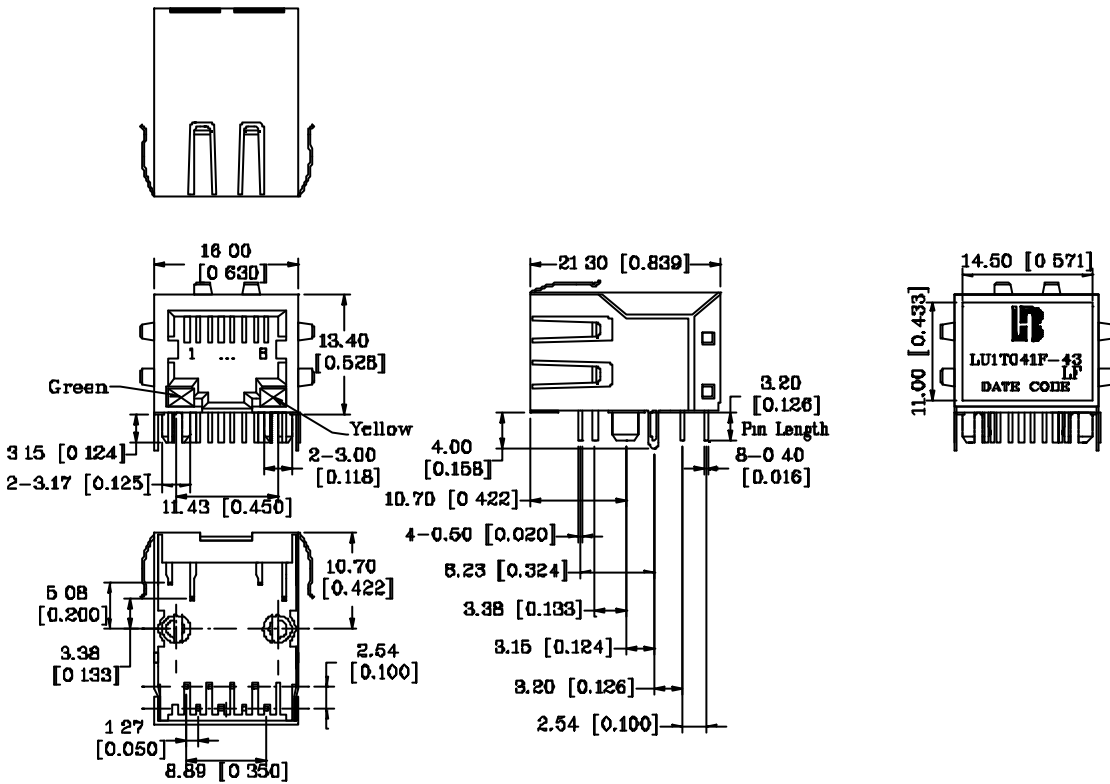 16 00
[0 630]
13.40
[0.528]
1 ... 8
Green
Yellow
3 15 [0 124]
2-3.17 [0.125]
2-3.00
[0.118]
11.43 [0.450]
21 30 [0.839]
3.20
[0.126]
Pin Length
4.00
[0.158]
8-0 40
[0.016]
10.70 [0 422]
4-0.50 [0.020]
8.23 [0.324]
3.38 [0.133]
3.15 [0.124]
3.20 [0.126]
2.54 [0.100]
14.50 [0 571]
11.00 [0.433]
LU1T041F-43
LF
DATE CODE
10.70
[0.422]
5 08
[0.200]
3.38
[0 133]
2.54
[0.100]
1 27
[0.050]
8.89 [0 350]